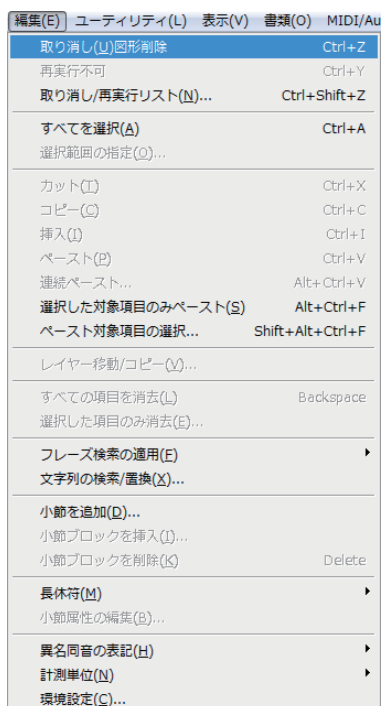 編集(E) ユーティリティ(L) 表示(V) 書類(O) MIDI/Au
取り消し(U)図形削除 Ctrl+Z
再実行不可 Ctrl+Y
取り消し/再実行リスト(N)... Ctrl+Shift+Z
すべてを選択(A) Ctrl+A
選択範囲の指定(O)...
カット(T) Ctrl+X
コピー(C) Ctrl+C
挿入(I) Ctrl+I
ペースト(P) Ctrl+V
連続ペースト... Alt+Ctrl+V
選択した対象項目のみペースト(S) Alt+Ctrl+F
ペースト対象項目の選択... Shift+Alt+Ctrl+F
レイヤー移動/コピー(V)...
すべての項目を消去(L) Backspace
選択した項目のみ消去(E)...
フレーズ検索の適用(F)
文字列の検索/置換(X)...
小節を追加(D)...
小節ブロックを挿入(I)...
小節ブロックを削除(K) Delete
長休符(M)
小節属性の編集(B)...
異名同音の表記(H)
計測単位(N)
環境設定(C)...